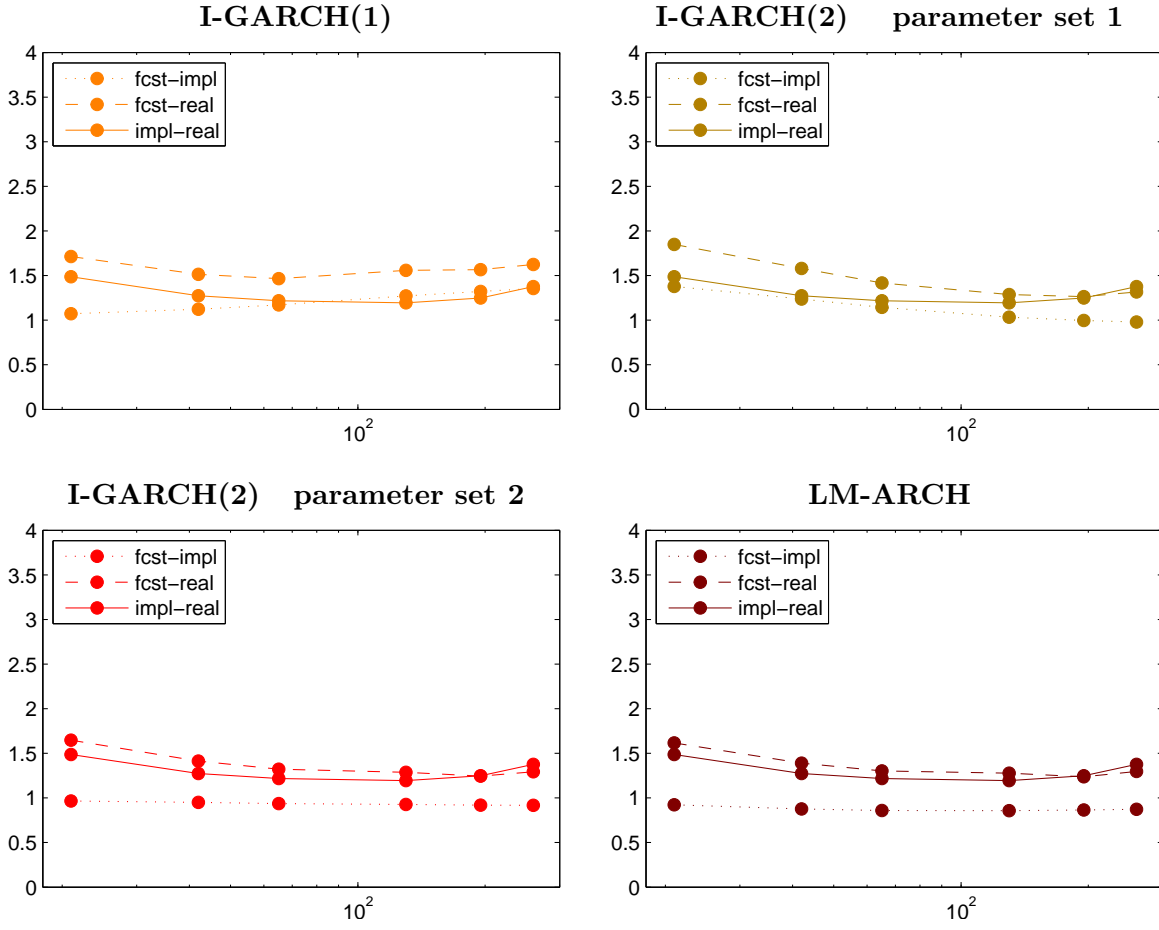 I-GARCH(1)
4
3.5
3
2.5
2
1.5
1
0.5
0
10²
fcst−impl
fcst−real
impl−real
I-GARCH(2) parameter set 1
4
3.5
3
2.5
2
1.5
1
0.5
0
10²
fcst−impl
fcst−real
impl−real
I-GARCH(2) parameter set 2
4
3.5
3
2.5
2
1.5
1
0.5
0
10²
fcst−impl
fcst−real
impl−real
LM-ARCH
4
3.5
3
2.5
2
1.5
1
0.5
0
10²
fcst−impl
fcst−real
impl−real